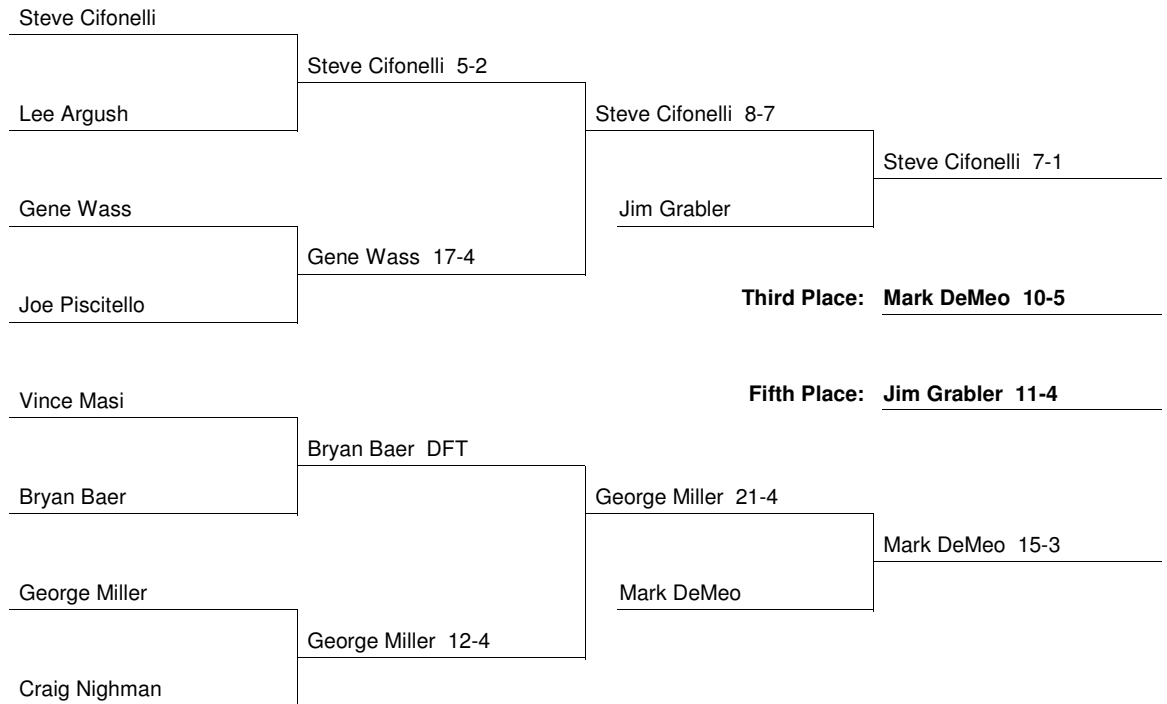 Steve Cifonelli
Steve Cifonelli 5-2
Lee Argush
Steve Cifonelli 8-7
Steve Cifonelli 7-1
Gene Wass
Jim Grabler
Gene Wass 17-4
Joe Piscitello
Third Place: Mark DeMeo 10-5
Vince Masi
Fifth Place: Jim Grabler 11-4
Bryan Baer DFT
Bryan Baer
George Miller 21-4
Mark DeMeo 15-3
George Miller
Mark DeMeo
George Miller 12-4
Craig Nighman